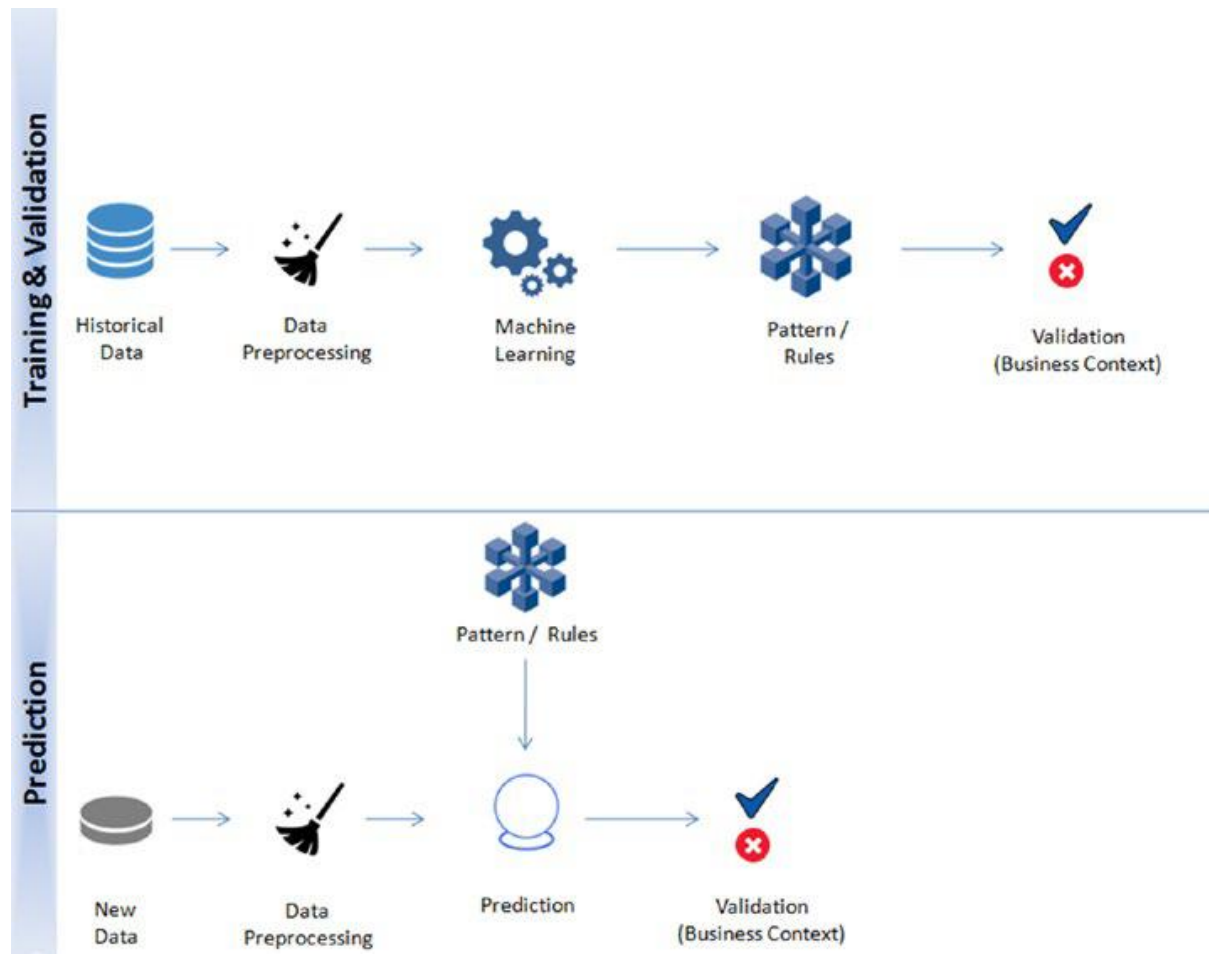 Training & Validation
Historical
Data
Data
Preprocessing
Machine
Learning
Pattern /
Rules
Validation
(Business Context)
Prediction
Pattern / Rules
New
Data
Data
Preprocessing
Prediction
Validation
(Business Context)